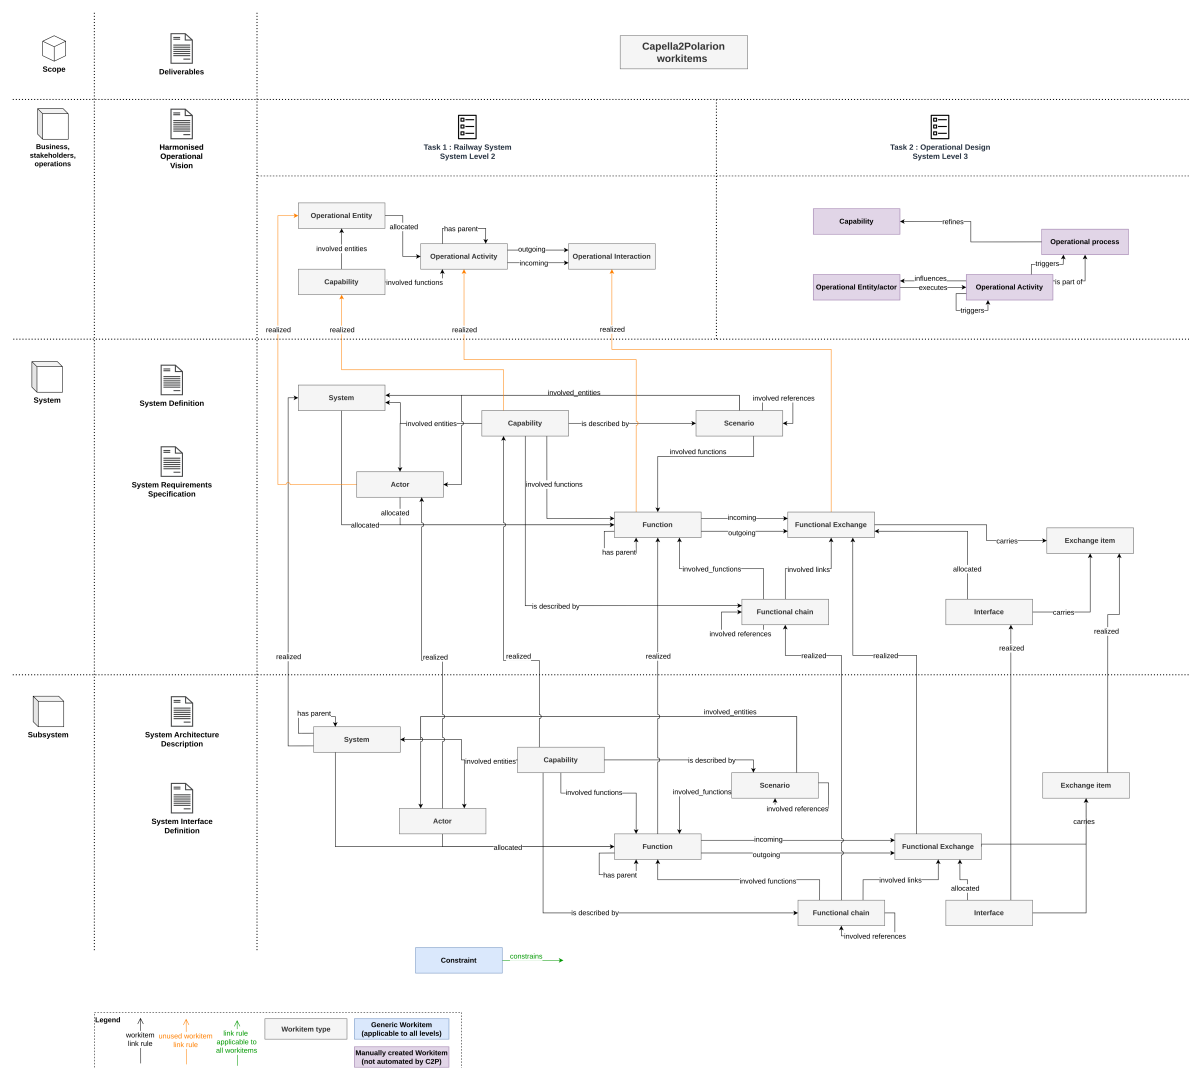 Capella2Polarion
workitems
Scope
Deliverables
Business,
stakeholders,
operations
Harmonised
Operational
Vision
Task 1 : Railway System
System Level 2
Task 2 : Operational Design
System Level 3
Operational Entity
allocated
has parent
involved entities
Operational Activity
outgoing
incoming
Operational Interaction
Capability
involved functions
realized
realized
realized
realized
Capability
refines
Operational process
triggers
is part of
Operational Entity/actor
influences
executes
Operational Activity
triggers
System
System Definition
System Requirements
Specification
System
involved_entities
involved references
involved entities
Capability
is described by
Scenario
involved functions
Actor
involved functions
allocated
allocated
Function
incoming
outgoing
Functional Exchange
has parent
carries
Exchange item
involved_functions
involved links
allocated
is described by
Functional chain
involved references
Interface
carries
realized
realized
realized
realized
realized
realized
realized
realized
realized
Subsystem
System Architecture
Description
System Interface
Definition
has parent
System
involved_entities
involved entities
Capability
is described by
Scenario
involved references
involved functions
involved_functions
Exchange item
carries
Actor
allocated
Function
incoming
outgoing
Functional Exchange
has parent
involved functions
involved links
allocated
is described by
Functional chain
involved references
Interface
Constraint
constrains
Legend
workitem
link rule
unused workitem
link rule
link rule
applicable to
all workitems
Workitem type
Generic Workitem
(applicable to all levels)
Manually created Workitem
(not automated by C2P)